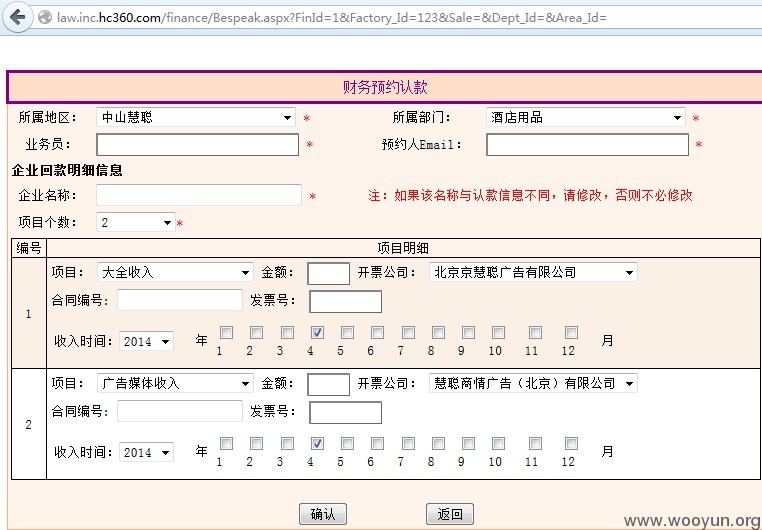 law.inc.hc360.com/finance/Bespeak.aspx?FinId=1&Factory_Id=123&Sale=&Dept_Id=&Area_Id=
财务预约认款
所属地区： 中山慧聪 * 所属部门： 酒店用品 *
业务员： * 预约人Email： *
企业回款明细信息
企业名称： * 注：如果该名称与认款信息不同，请修改，否则不必修改
项目个数： 2 *
编号 项目明细
项目： 大全收入 金额： 开票公司： 北京京慧聪广告有限公司
合同编号： 发票号：
1
收入时间： 2014 年 1 2 3 4 5 6 7 8 9 10 11 12 月
项目： 广告媒体收入 金额： 开票公司： 慧聪商情广告（北京）有限公司
合同编号： 发票号：
2
收入时间： 2014 年 1 2 3 4 5 6 7 8 9 10 11 12 月
确认 返回
www.wooyun.org